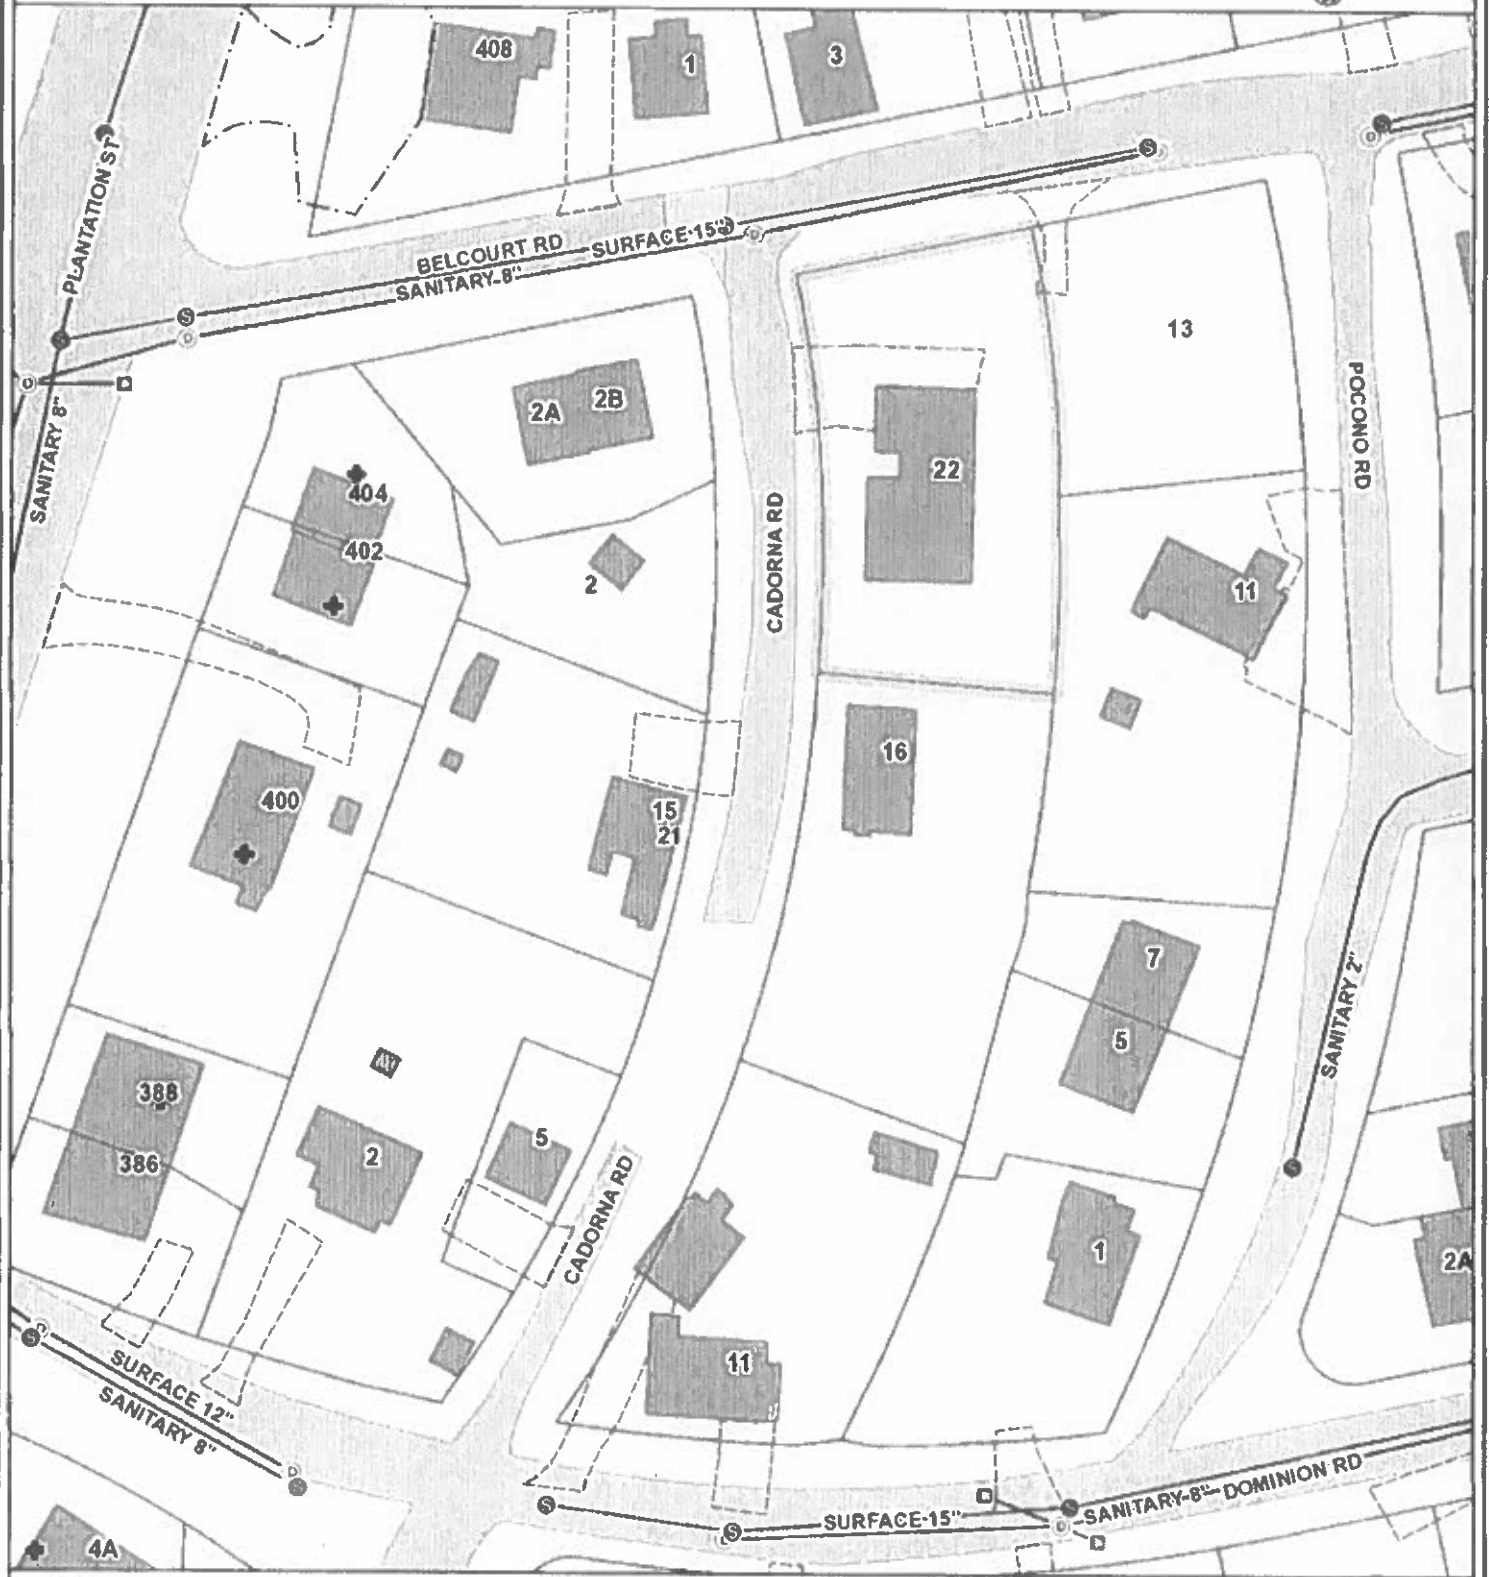 408
1
3
PLANTATION ST
BELCOURT RD
SURFACE 15"
SANITARY 8"
13
POCONO RD
SANITARY 8"
2A
2B
22
404
402
2
CADORNA RD
11
16
400
15
21
7
5
SANITARY 2"
388
386
2
5
CADORNA RD
1
2A
11
SURFACE 12"
SANITARY 8"
SURFACE 15"
SANITARY 8"
DOMINION RD
4A